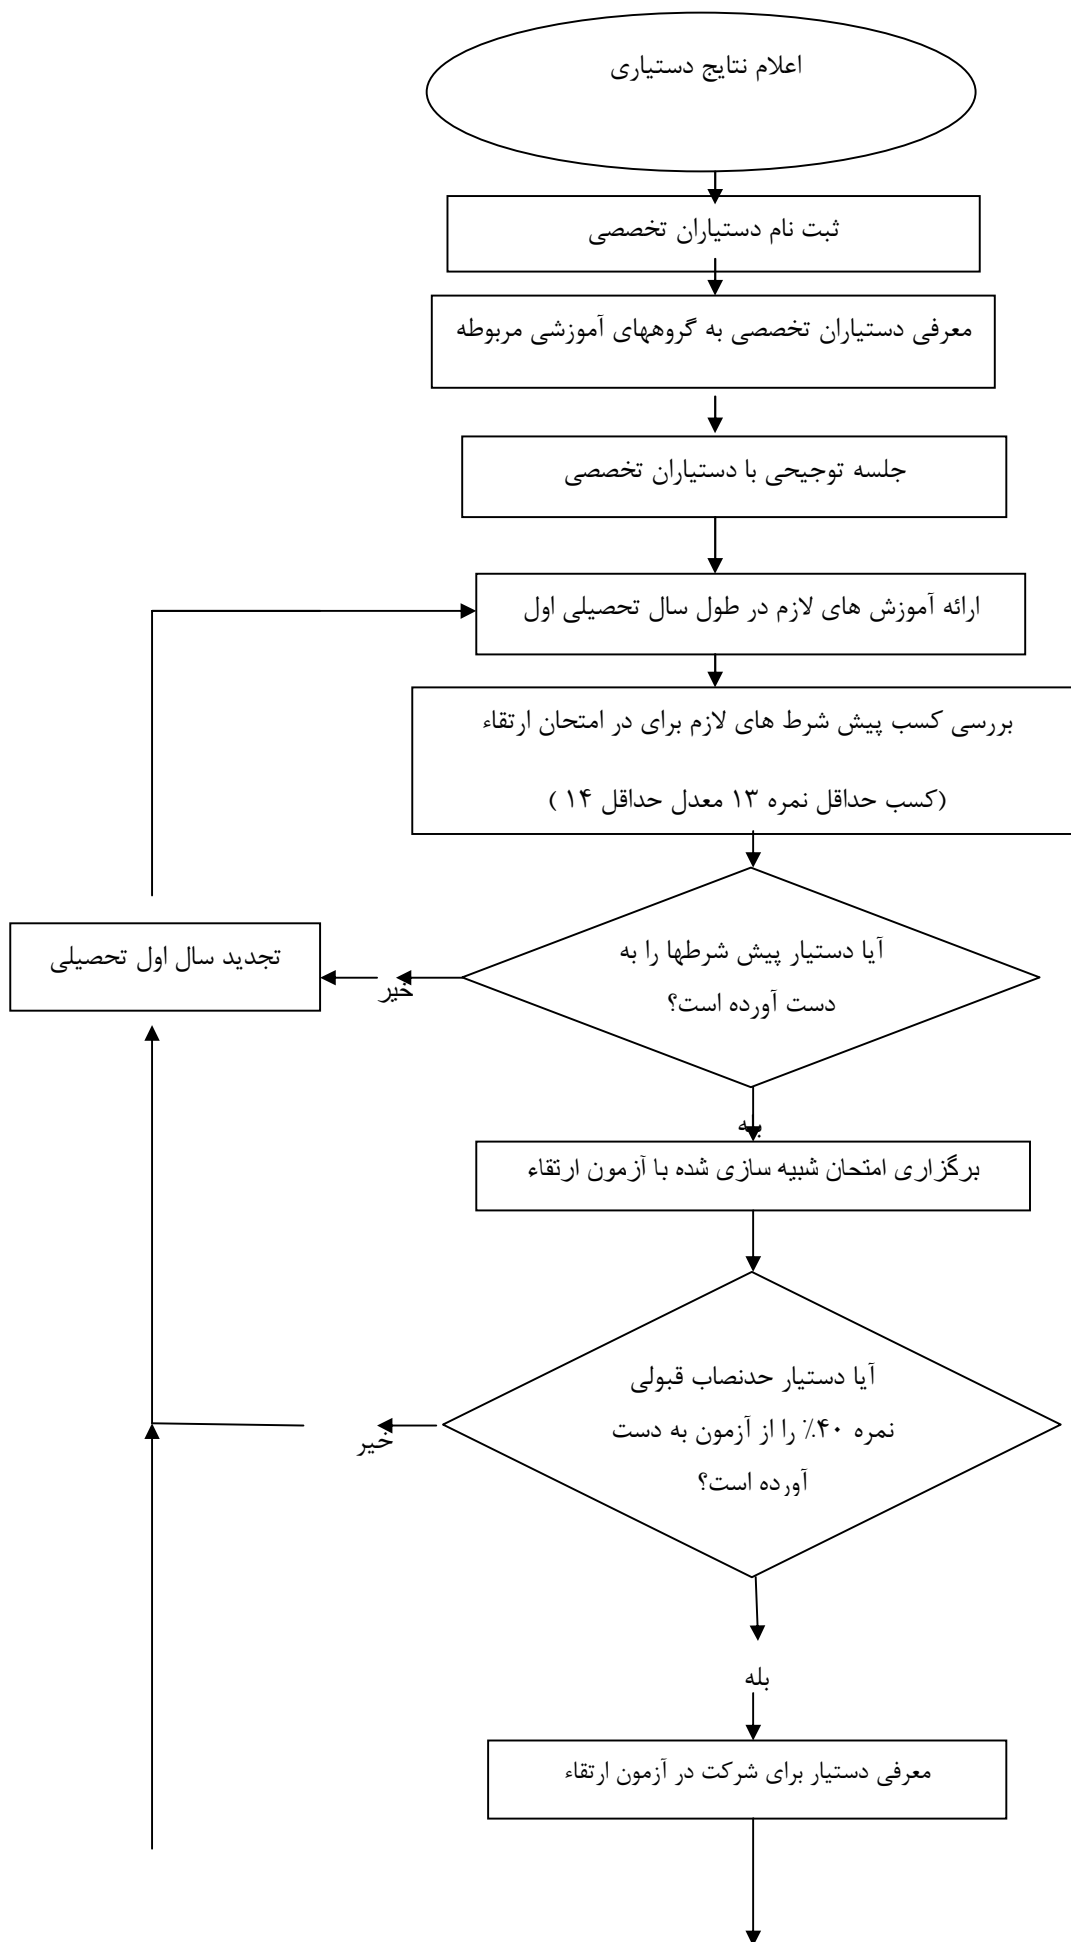 اعلام نتایج دستیاری
ثبت نام دستیاران تخصصی
معرفی دستیاران تخصصی به گروههای آموزشی مربوطه
جلسه توجیحی با دستیاران تخصصی
ارائه آموزش های لازم در طول سال تحصیلی اول
بررسی کسب پیش شرط های لازم برای در امتحان ارتقاء
(کسب حداقل نمره ۱۳ معدل حداقل ۱۴ )
آیا دستیار پیش شرطها را به
دست آورده است؟
خیر
تجدید سال اول تحصیلی
بله
برگزاری امتحان شبیه سازی شده با آزمون ارتقاء
آیا دستیار حدنصاب قبولی
نمره ۴۰٪ را از آزمون به دست
آورده است؟
خیر
بله
معرفی دستیار برای شرکت در آزمون ارتقاء